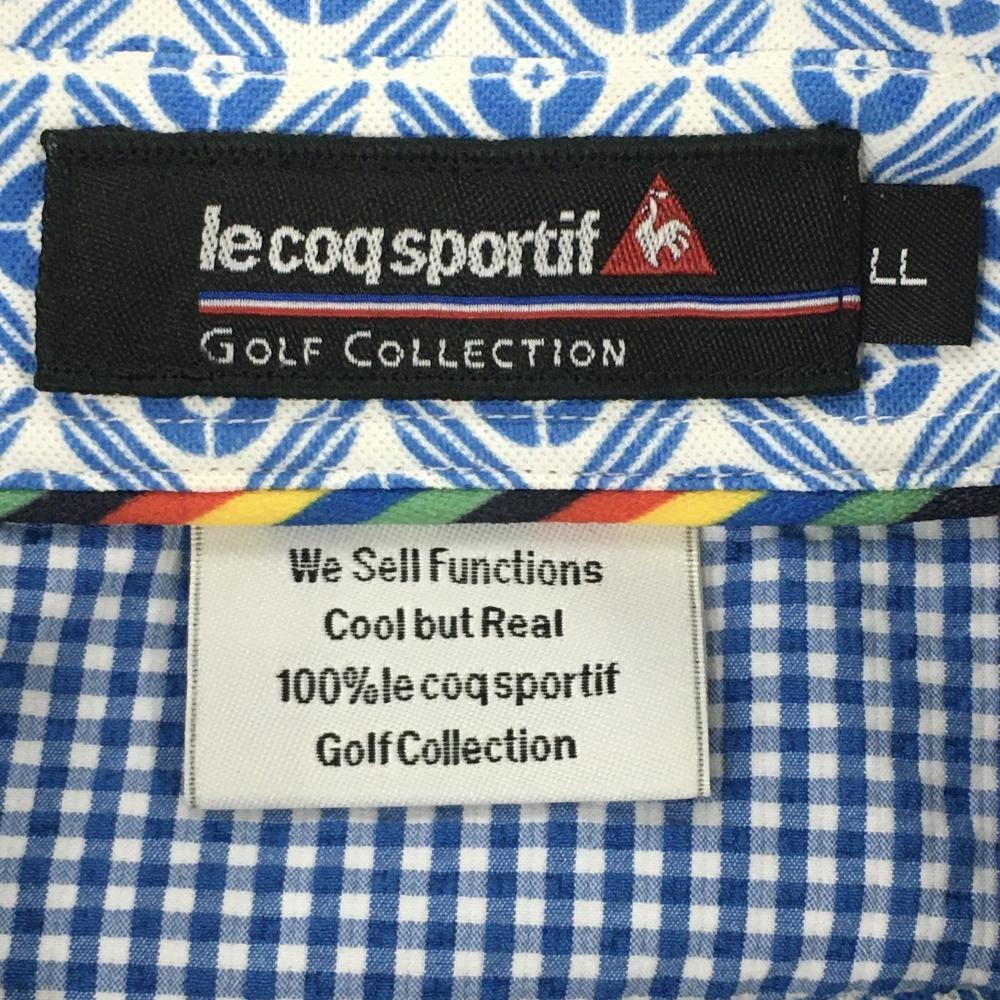 le coq sportif
GOLF COLLECTION
LL
We Sell Functions
Cool but Real
100% le coq sportif
Golf Collection